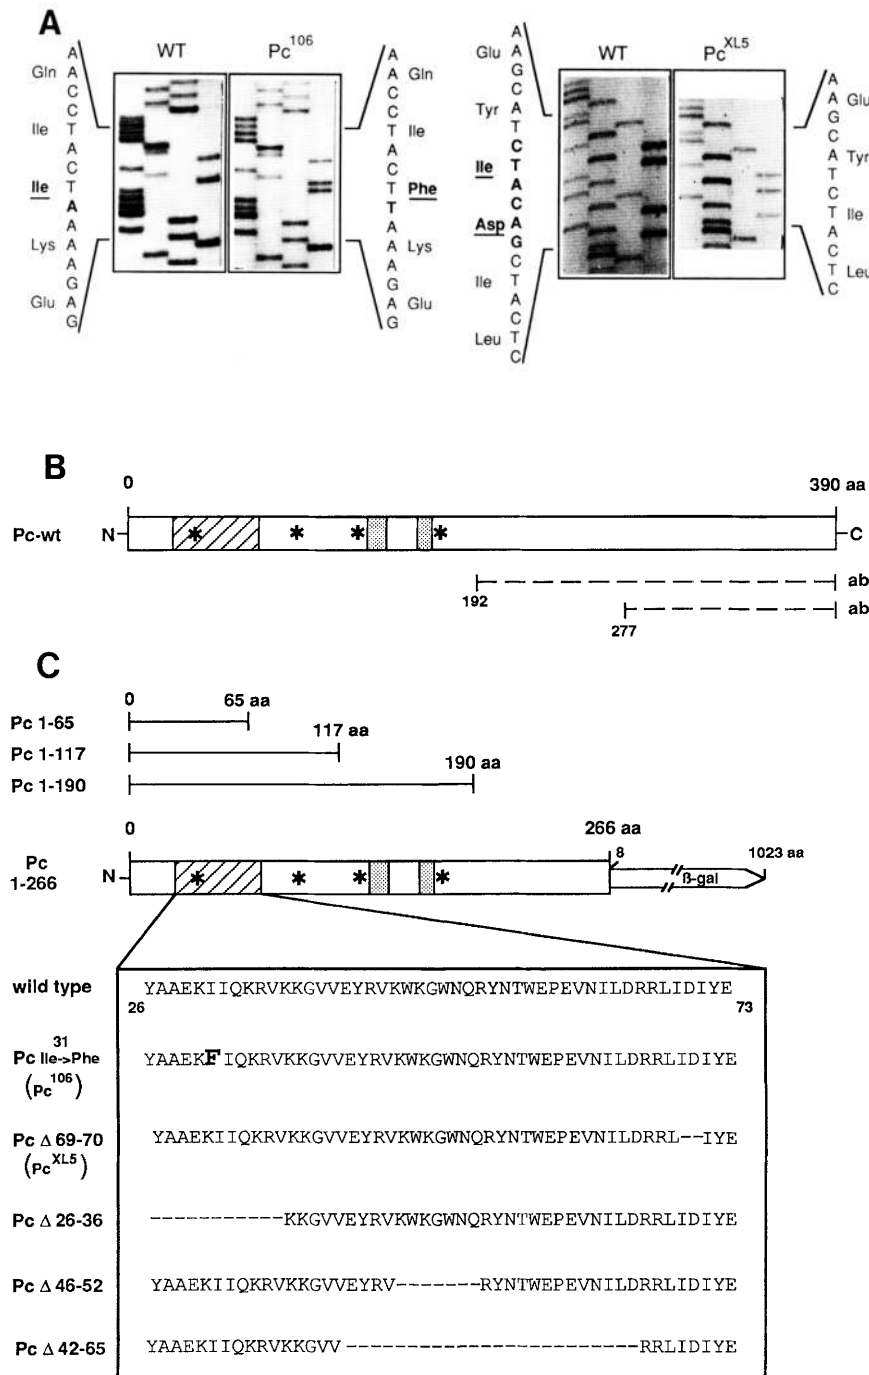 A
WT
Pc106
Gln
Ile
Ile
Lys
Glu
A
A
C
C
T
A
C
T
A
A
A
A
G
A
G
A
A
C
C
T
A
C
T
T
A
A
A
G
A
G
Gln
Ile
Phe
Lys
Glu
WT
PcXL5
Glu
Tyr
Ile
Asp
Ile
Leu
A
A
G
C
A
T
C
T
A
C
A
G
C
T
A
C
T
C
A
A
G
C
A
T
C
T
A
C
T
C
Glu
Tyr
Ile
Leu
B
0 390 aa
Pc-wt N * * * * C
192 ab
277 ab
C
0 65 aa
Pc 1-65
117 aa
Pc 1-117
190 aa
Pc 1-190
0 266 aa 8 1023 aa
Pc 1-266 N * * * * ß-gal
wild type YAAEKIIQKRVKKGVVEYRVKWKGWNQRYNTWEPEVNILDRRLIDIYE
26 73
31
Pc Ile->Phe YAAEKFIQKRVKKGVVEYRVKWKGWNQRYNTWEPEVNILDRRLIDIYE
(Pc106)
Pc Δ 69-70 YAAEKIIQKRVKKGVVEYRVKWKGWNQRYNTWEPEVNILDRRL--IYE
(PcXL5)
Pc Δ 26-36 -----------KKGVVEYRVKWKGWNQRYNTWEPEVNILDRRLIDIYE
Pc Δ 46-52 YAAEKIIQKRVKKGVVEYRV-------RYNTWEPEVNILDRRLIDIYE
Pc Δ 42-65 YAAEKIIQKRVKKGVV------------------------RRLIDIYE